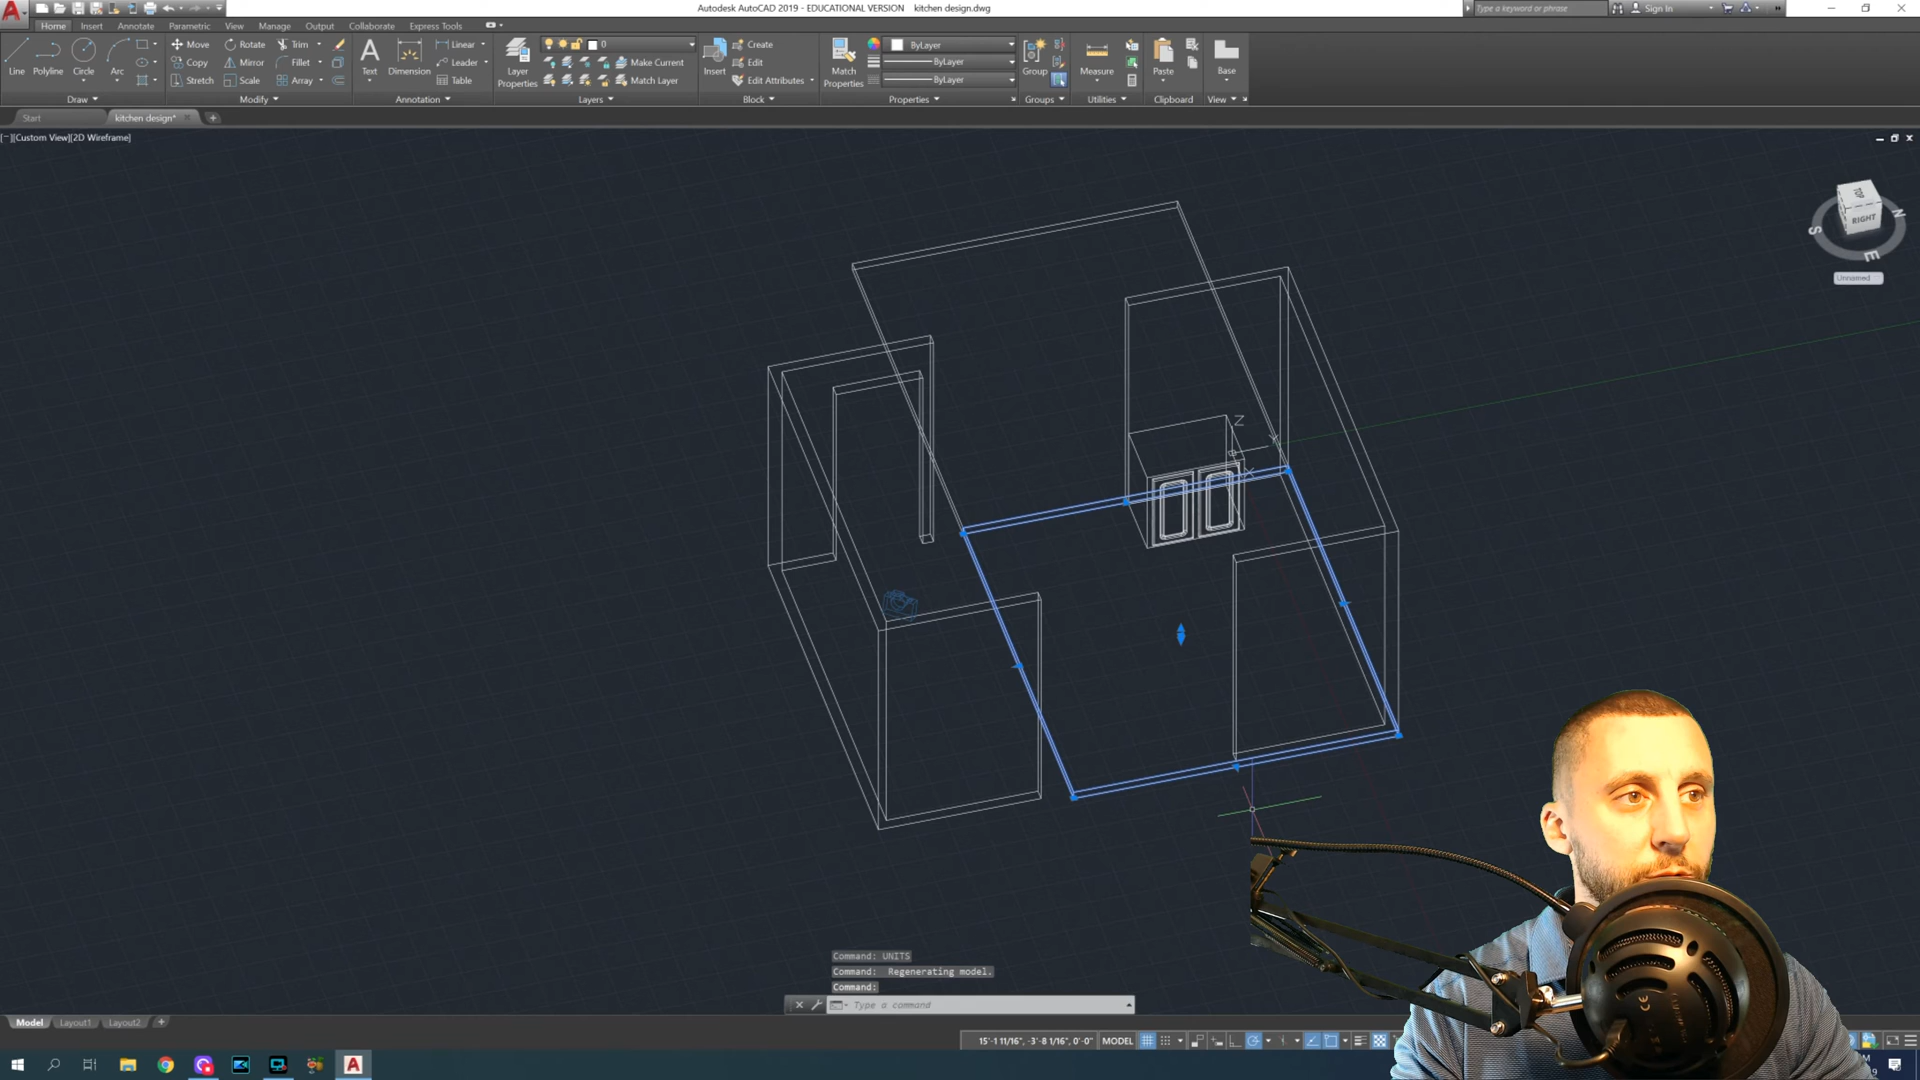 Autodesk AutoCAD 2019 - EDUCATIONAL VERSION kitchen design.dwg
Type a keyword or phrase
Sign In
Home Insert Annotate Parametric View Manage Output Collaborate Express Tools
Line Polyline Circle Arc
Move Rotate Trim
Copy Mirror Fillet
Stretch Scale Array
Text Dimension
Linear
Leader
Table
Layer
Properties
0
Make Current
Match Layer
Insert
Create
Edit
Edit Attributes
Match
Properties
ByLayer
ByLayer
ByLayer
Group Measure Paste Base
Draw Modify Annotation Layers Block Properties Groups Utilities Clipboard View
Start kitchen design*
[−][Custom View][2D Wireframe]
TOP
RIGHT
N
S
E
Unnamed
Z
Y
X
Command: UNITS
Command: Regenerating model.
Command:
Type a command
Model Layout1 Layout2
15'-1 11/16", -3'-8 1/16", 0'-0" MODEL
CE